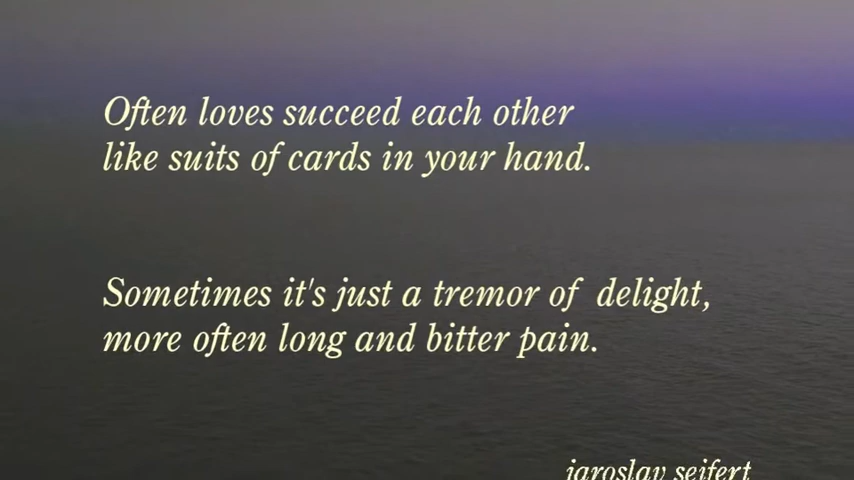 Often loves succeed each other
like suits of cards in your hand.
Sometimes it's just a tremor of delight,
more often long and bitter pain.
jaroslav seifert